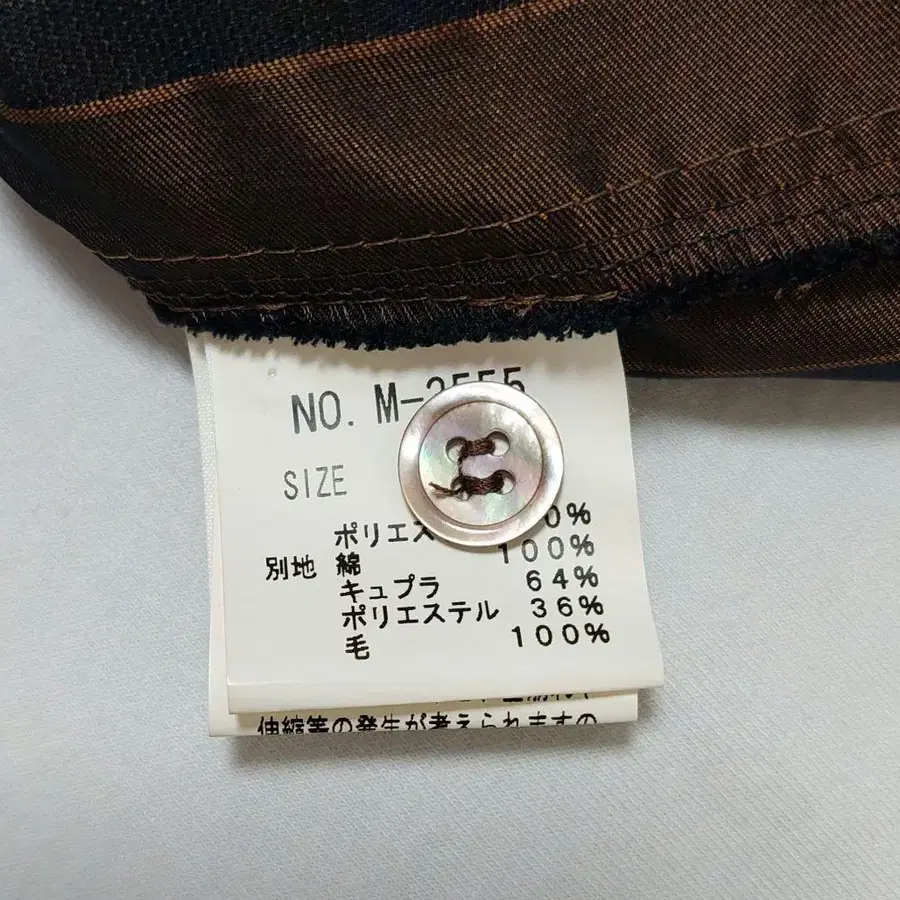 NO. M-2555
SIZE
ポリエス 0%
別地 綿 100%
キュプラ 64%
ポリエステル 36%
毛 100%
伸縮等の発生が考えられますの